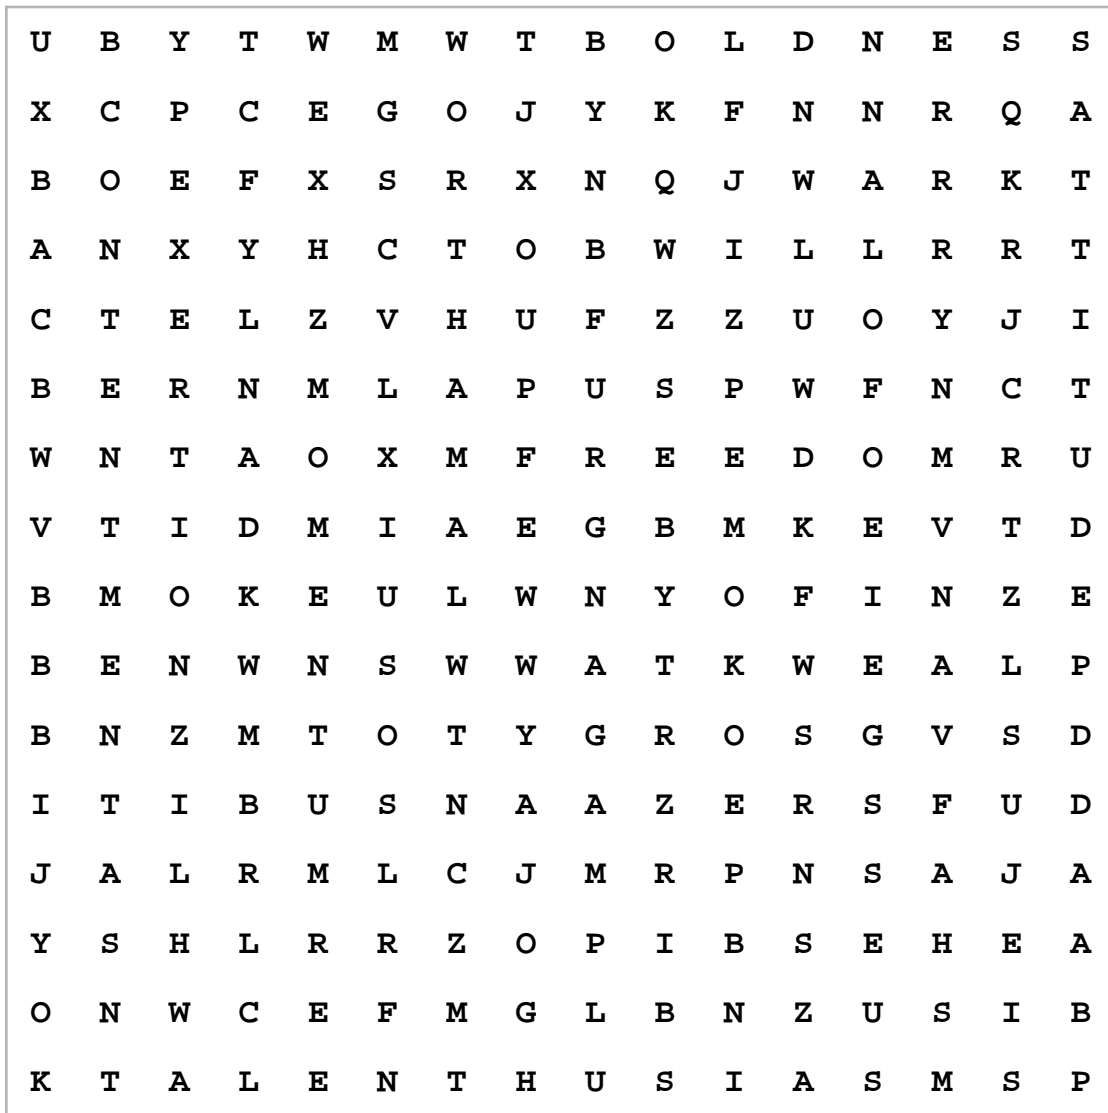 U B Y T W M W T B O L D N E S S
X C P C E G O J Y K F N N R Q A
B O E F X S R X N Q J W A R K T
A N X Y H C T O B W I L L R R T
C T E L Z V H U F Z Z U O Y J I
B E R N M L A P U S P W F N C T
W N T A O X M F R E E D O M R U
V T I D M I A E G B M K E V T D
B M O K E U L W N Y O F I N Z E
B E N W N S W W A T K W E A L P
B N Z M T O T Y G R O S G V S D
I T I B U S N A A Z E R S F U D
J A L R M L C J M R P N S A J A
Y S H L R R Z O P I B S E H E A
O N W C E F M G L B N Z U S I B
K T A L E N T H U S I A S M S P